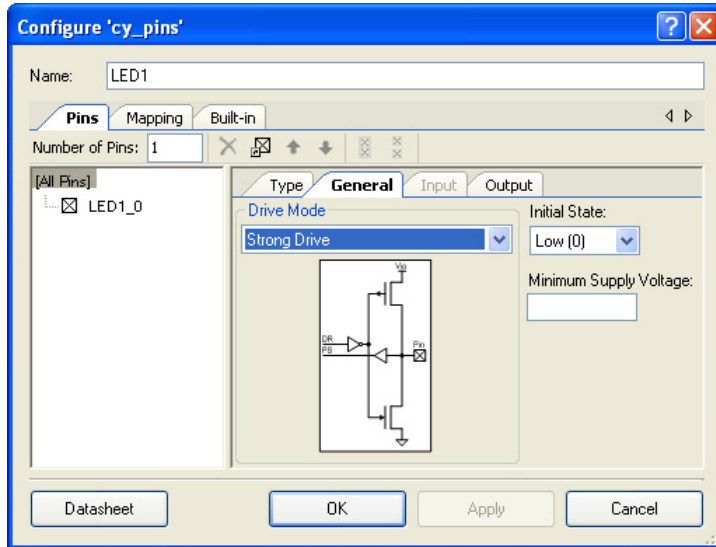 Configure 'cy_pins'
Name: LED1
Pins Mapping Built-in
Number of Pins: 1
[All Pins]
LED1_0
Type General Input Output
Drive Mode
Strong Drive
Initial State:
Low (0)
Minimum Supply Voltage:
Vio
DR
PS
Pin
Datasheet OK Apply Cancel